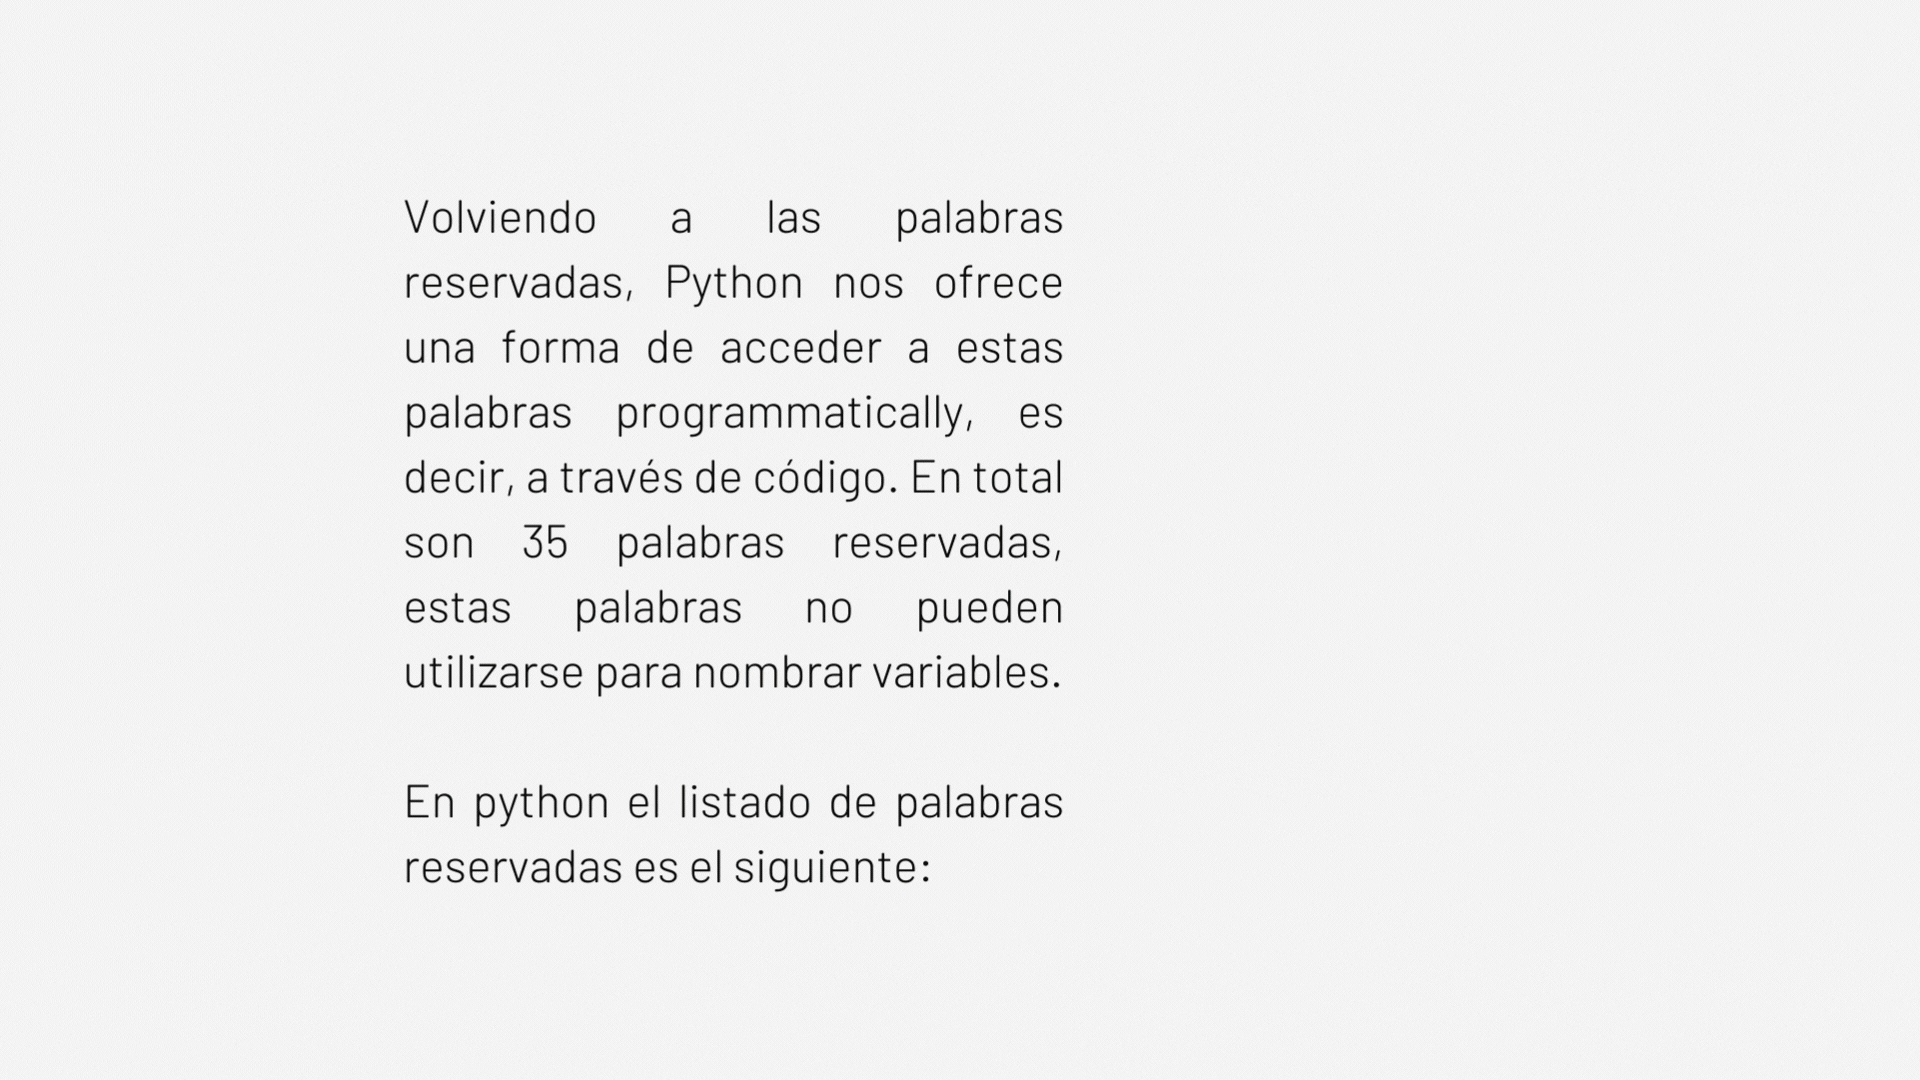 Volviendo a las palabras
reservadas, Python nos ofrece
una forma de acceder a estas
palabras programmatically, es
decir, a través de código. En total
son 35 palabras reservadas,
estas palabras no pueden
utilizarse para nombrar variables.
En python el listado de palabras
reservadas es el siguiente: